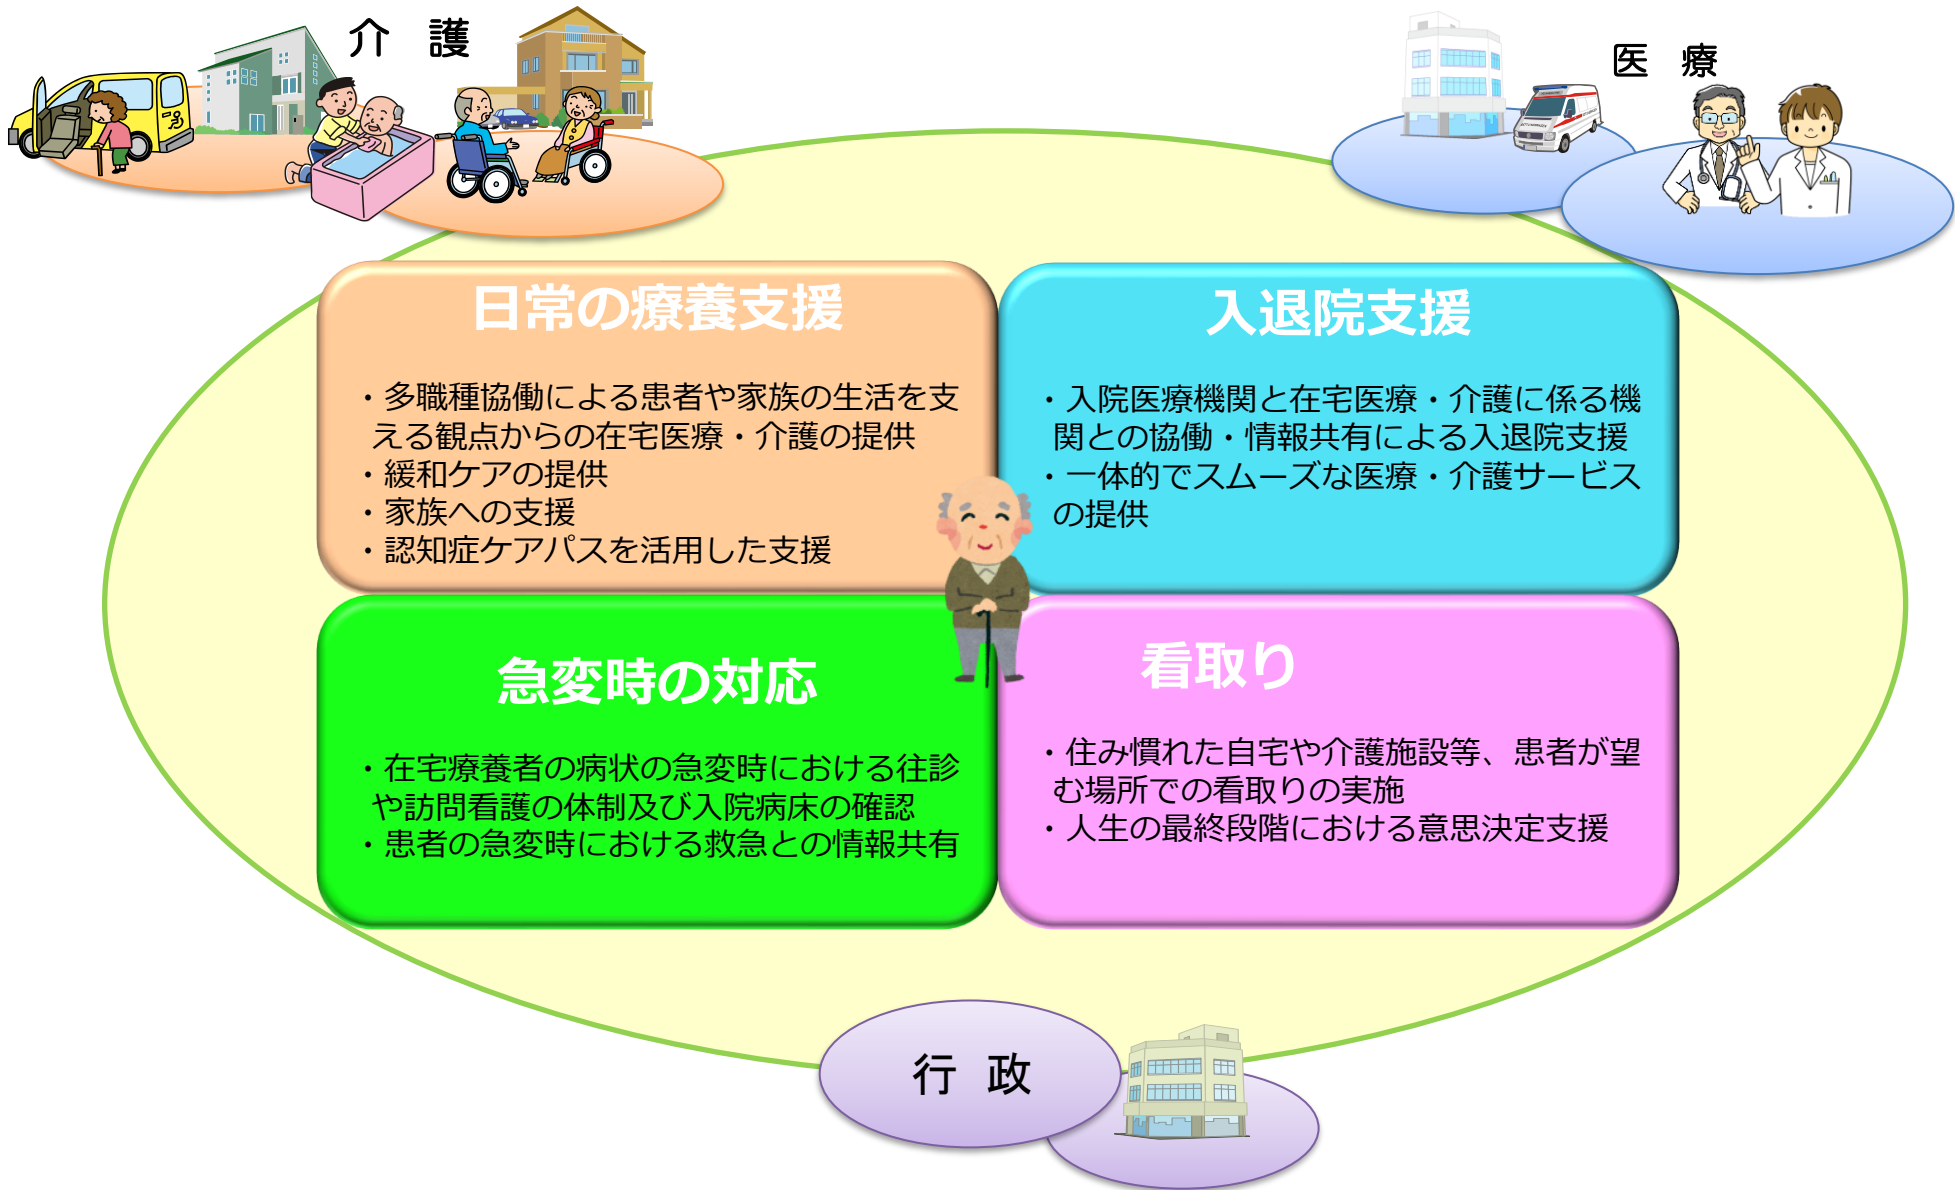 介　護
医　療
日常の療養支援
・多職種協働による患者や家族の生活を支
える観点からの在宅医療・介護の提供
・緩和ケアの提供
・家族への支援
・認知症ケアパスを活用した支援
入退院支援
・入院医療機関と在宅医療・介護に係る機
関との協働・情報共有による入退院支援
・一体的でスムーズな医療・介護サービス
の提供
急変時の対応
・在宅療養者の病状の急変時における往診
や訪問看護の体制及び入院病床の確認
・患者の急変時における救急との情報共有
看取り
・住み慣れた自宅や介護施設等、患者が望
む場所での看取りの実施
・人生の最終段階における意思決定支援
行　政